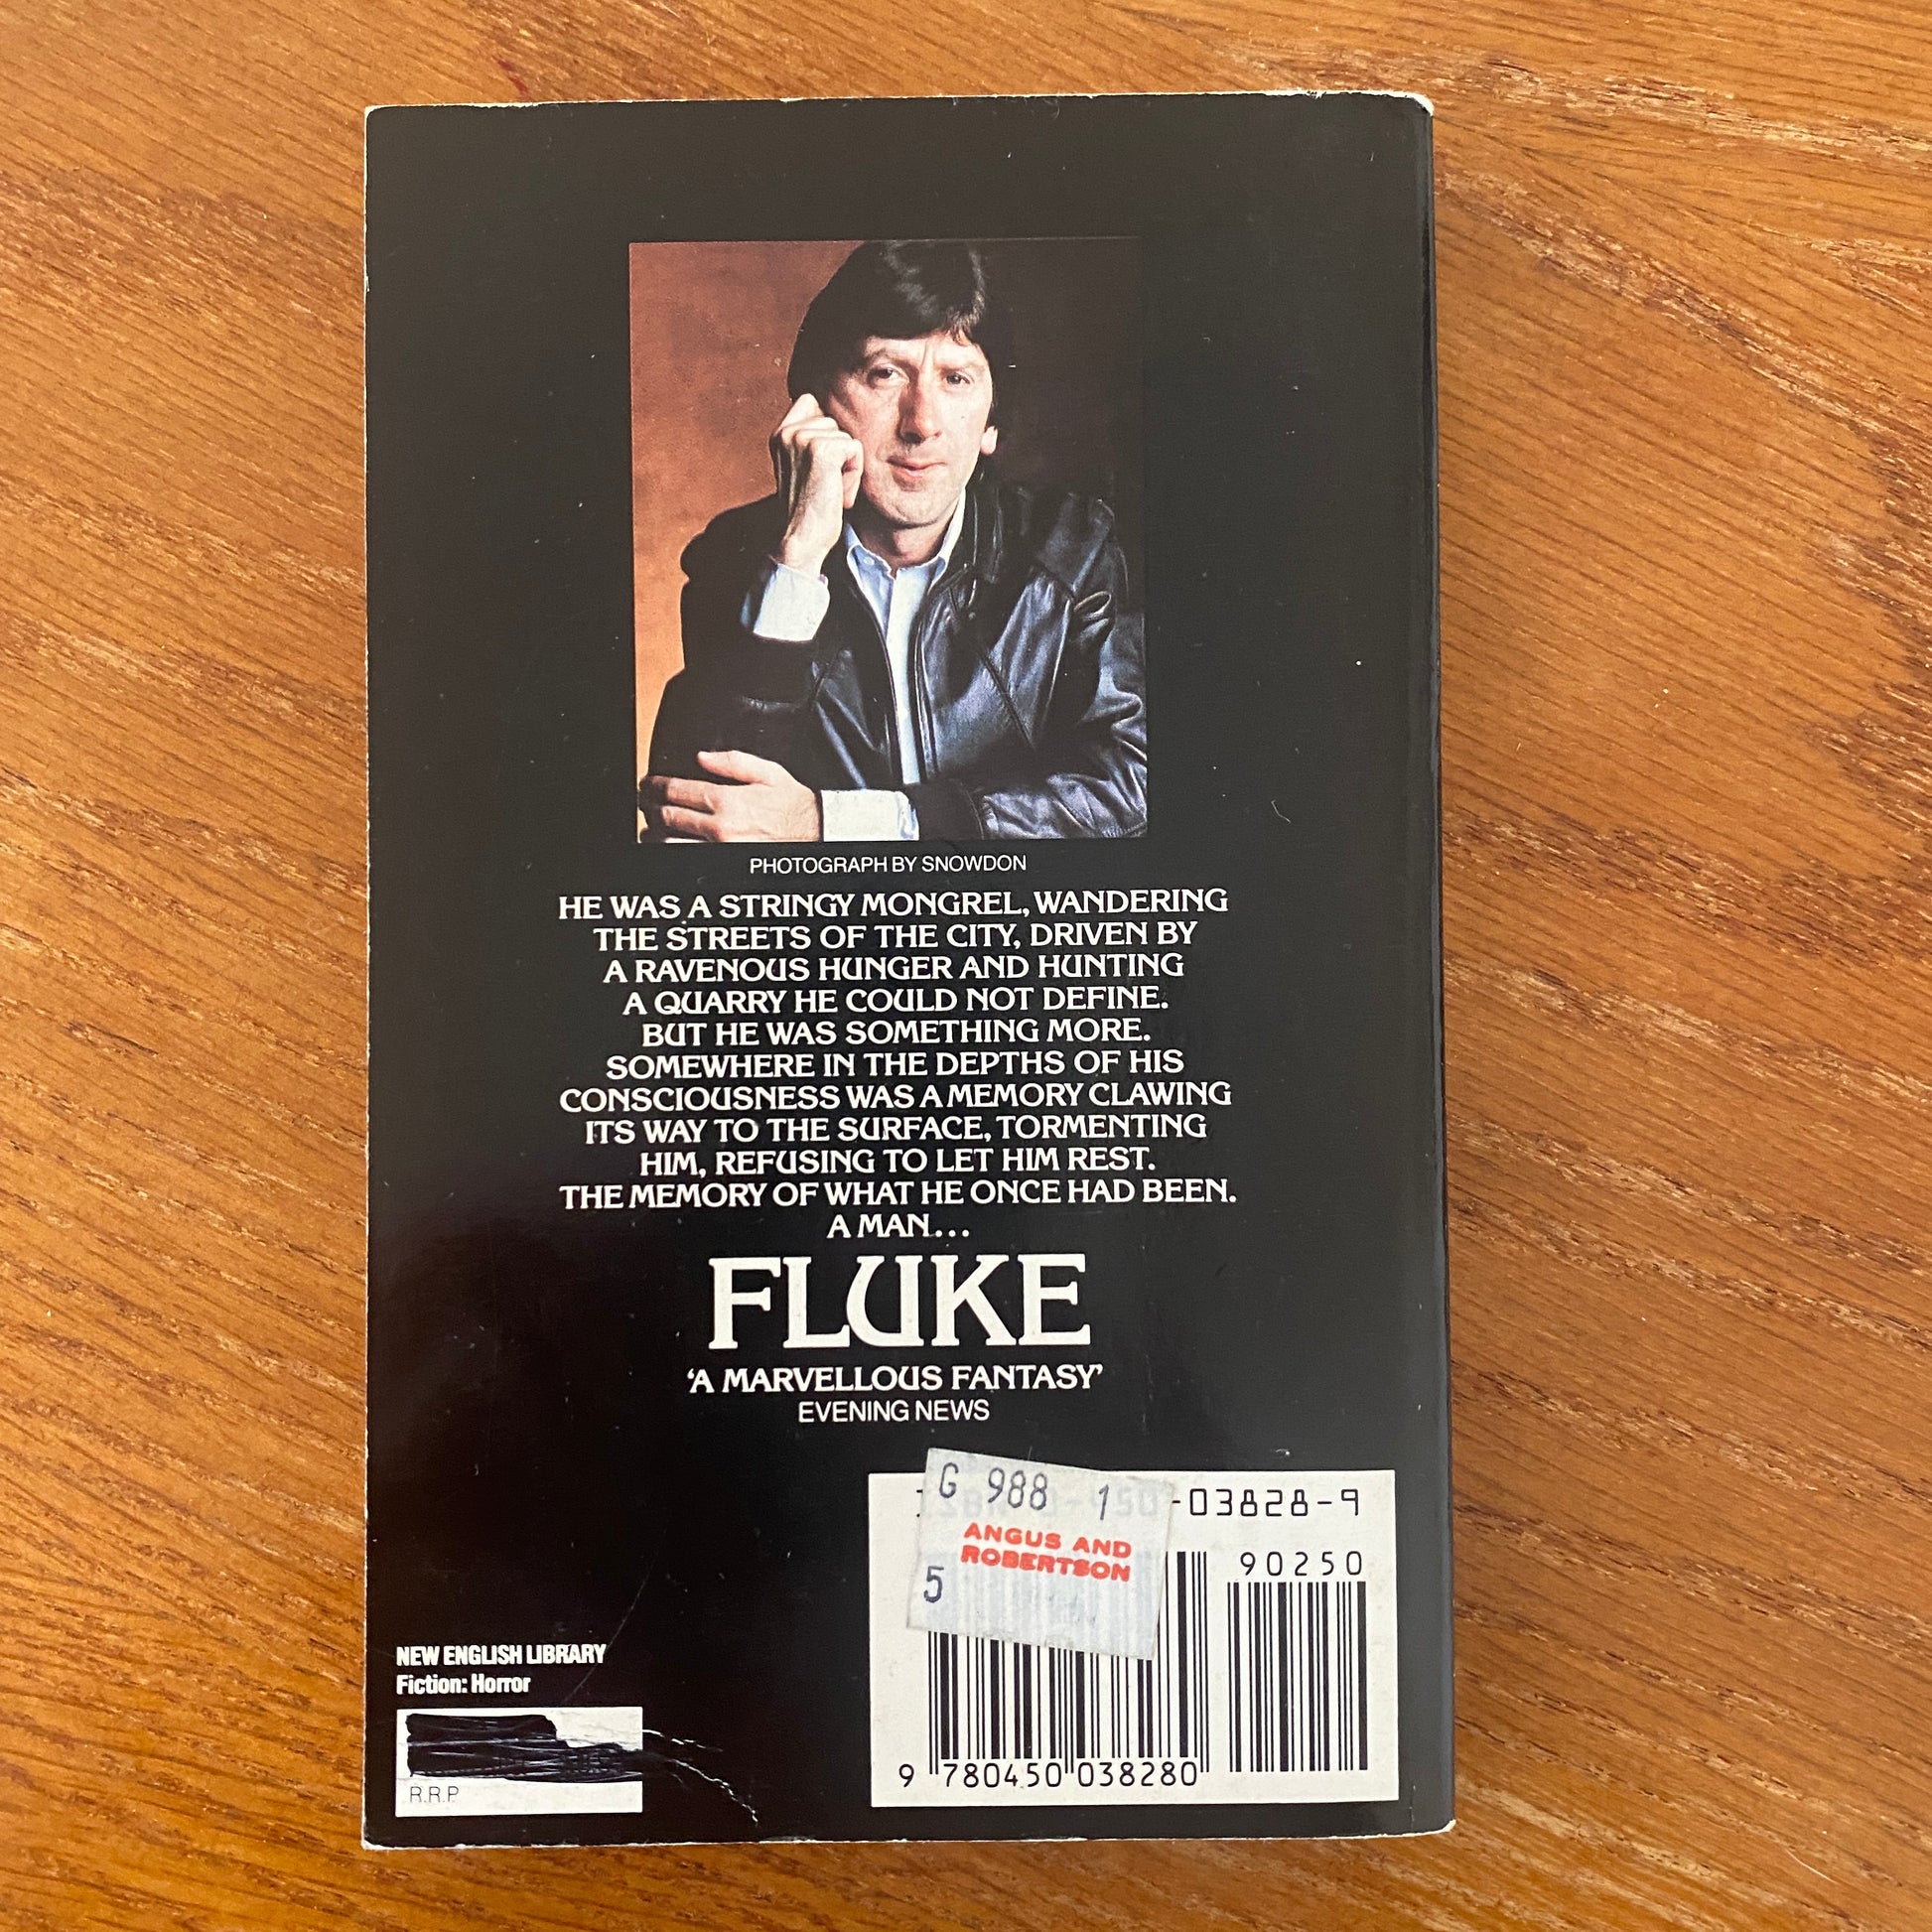 PHOTOGRAPH BY SNOWDON
HE WAS A STRINGY MONGREL, WANDERING
THE STREETS OF THE CITY, DRIVEN BY
A RAVENOUS HUNGER AND HUNTING
A QUARRY HE COULD NOT DEFINE.
BUT HE WAS SOMETHING MORE.
SOMEWHERE IN THE DEPTHS OF HIS
CONSCIOUSNESS WAS A MEMORY CLAWING
ITS WAY TO THE SURFACE, TORMENTING
HIM, REFUSING TO LET HIM REST.
THE MEMORY OF WHAT HE ONCE HAD BEEN.
A MAN...
FLUKE
'A MARVELLOUS FANTASY'
EVENING NEWS
G 988 1
ANGUS AND
ROBERTSON
5
-03828-9
90250
9 780450 038280
NEW ENGLISH LIBRARY
Fiction: Horror
R.R.P.